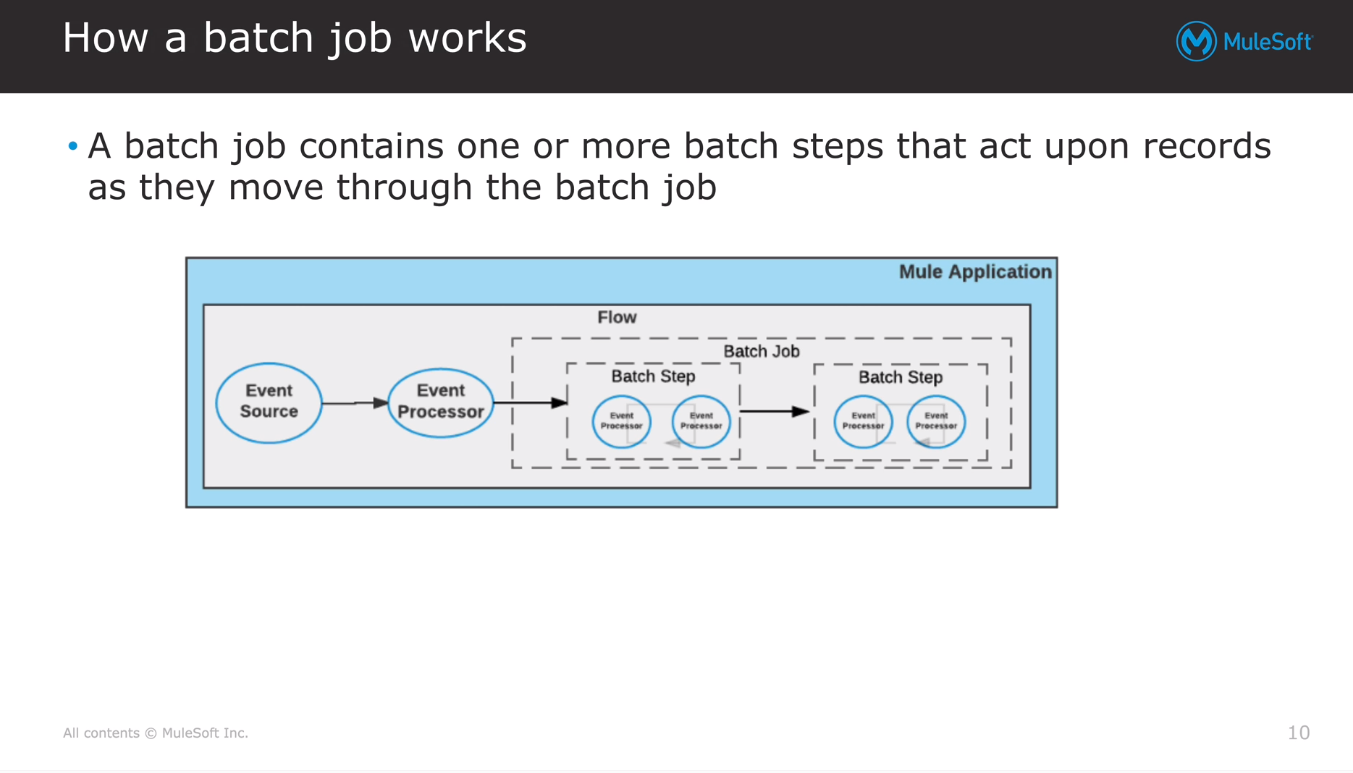 How a batch job works
MuleSoft
• A batch job contains one or more batch steps that act upon records
as they move through the batch job
Mule Application
Flow
Batch Job
Batch Step
Batch Step
Event
Source
Event
Processor
Event
Processor
Event
Processor
Event
Processor
Event
Processor
All contents © MuleSoft Inc.
10